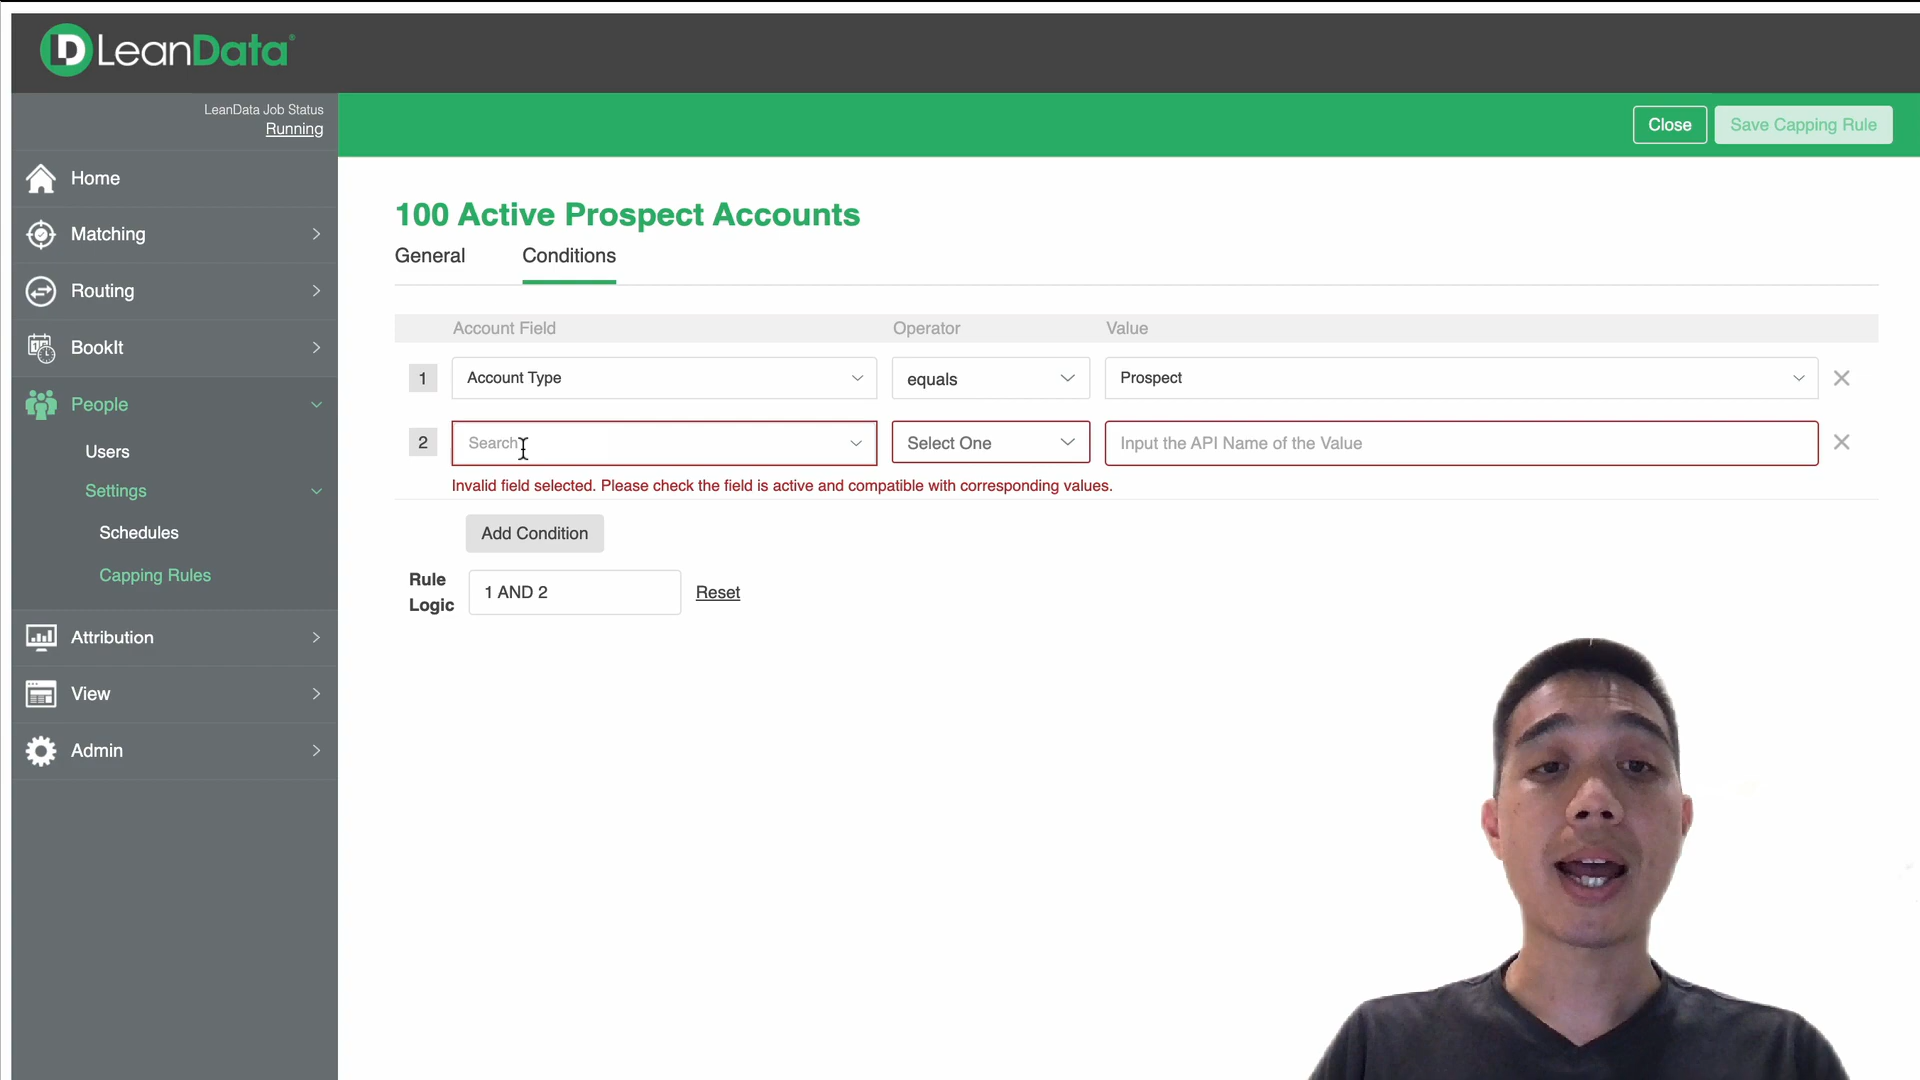 LeanData
LeanData Job Status
Running
Close
Save Capping Rule
Home
Matching
Routing
BookIt
People
Users
Settings
Schedules
Capping Rules
Attribution
View
Admin
100 Active Prospect Accounts
General Conditions
Account Field Operator Value
1 Account Type equals Prospect
2 Search Select One Input the API Name of the Value
Invalid field selected. Please check the field is active and compatible with corresponding values.
Add Condition
Rule
Logic
1 AND 2
Reset